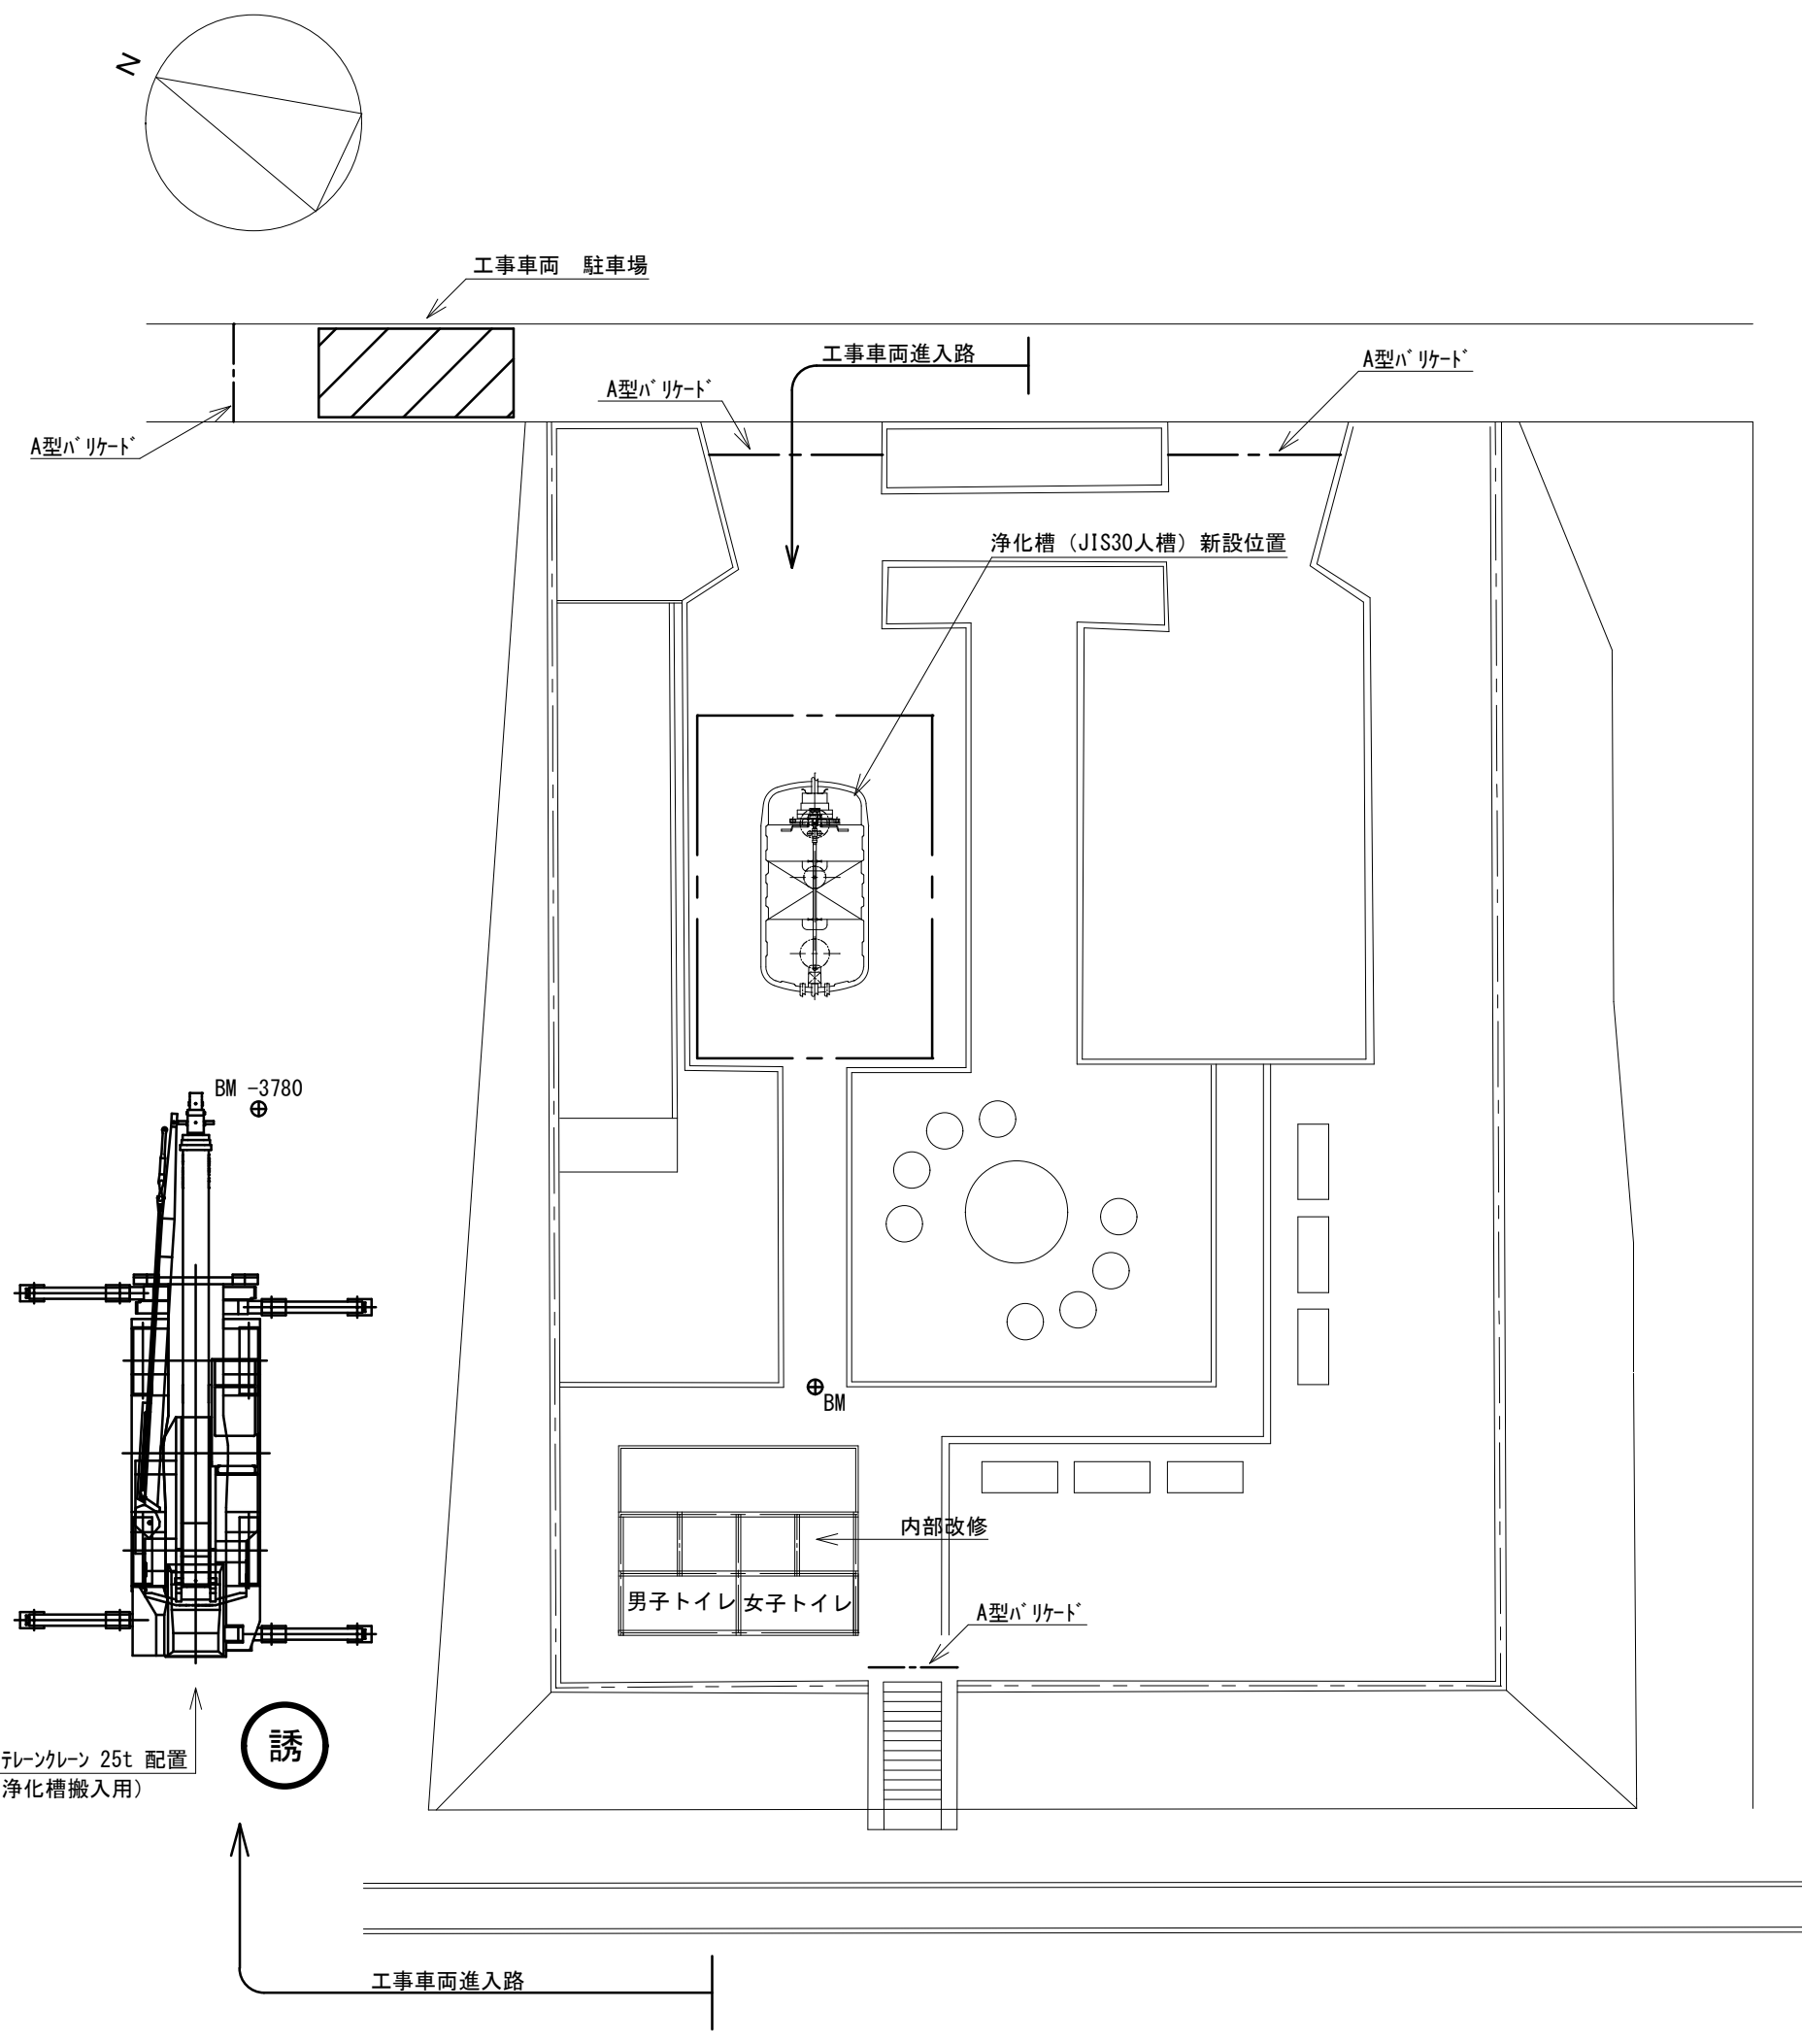 N
工事車両　駐車場
工事車両進入路
A型ﾊﾞﾘｹｰﾄﾞ
A型ﾊﾞﾘｹｰﾄﾞ
A型ﾊﾞﾘｹｰﾄﾞ
浄化槽（JIS30人槽）新設位置
BM -3780
BM
内部改修
男子トイレ
女子トイレ
A型ﾊﾞﾘｹｰﾄﾞ
誘
ﾃﾚｰﾝｸﾚｰﾝ 25t 配置
浄化槽搬入用）
工事車両進入路